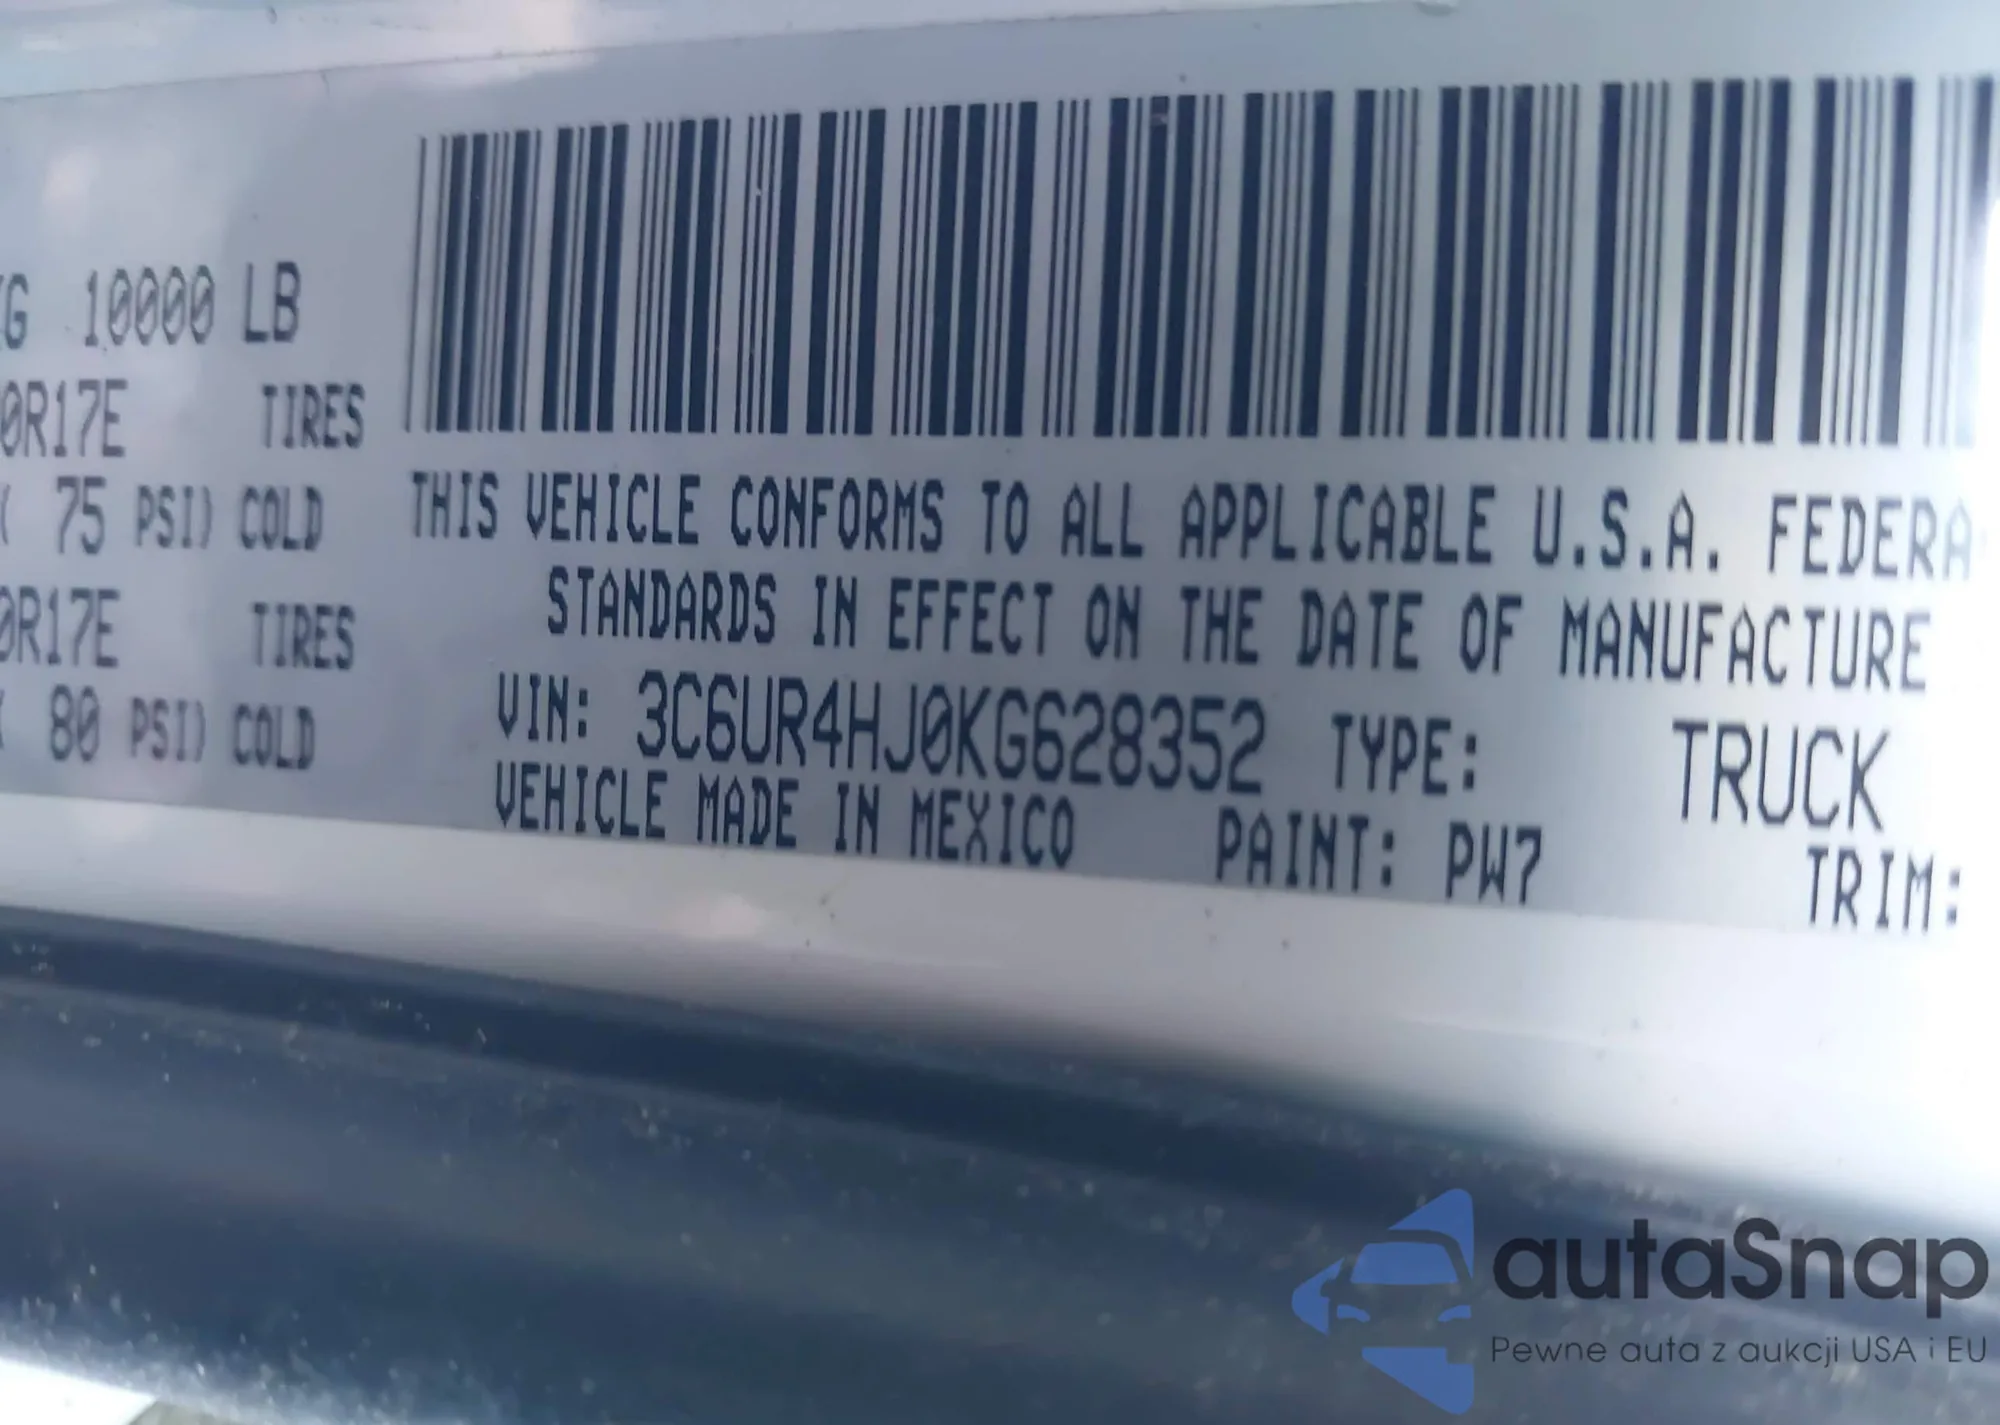 KG 10000 LB
0R17E TIRES
( 75 PSI) COLD
0R17E TIRES
( 80 PSI) COLD
THIS VEHICLE CONFORMS TO ALL APPLICABLE U.S.A. FEDERA
STANDARDS IN EFFECT ON THE DATE OF MANUFACTURE
VIN: 3C6UR4HJ0KG628352 TYPE: TRUCK
VEHICLE MADE IN MEXICO PAINT: PW7 TRIM:
autaSnap
Pewne auta z aukcji USA i EU